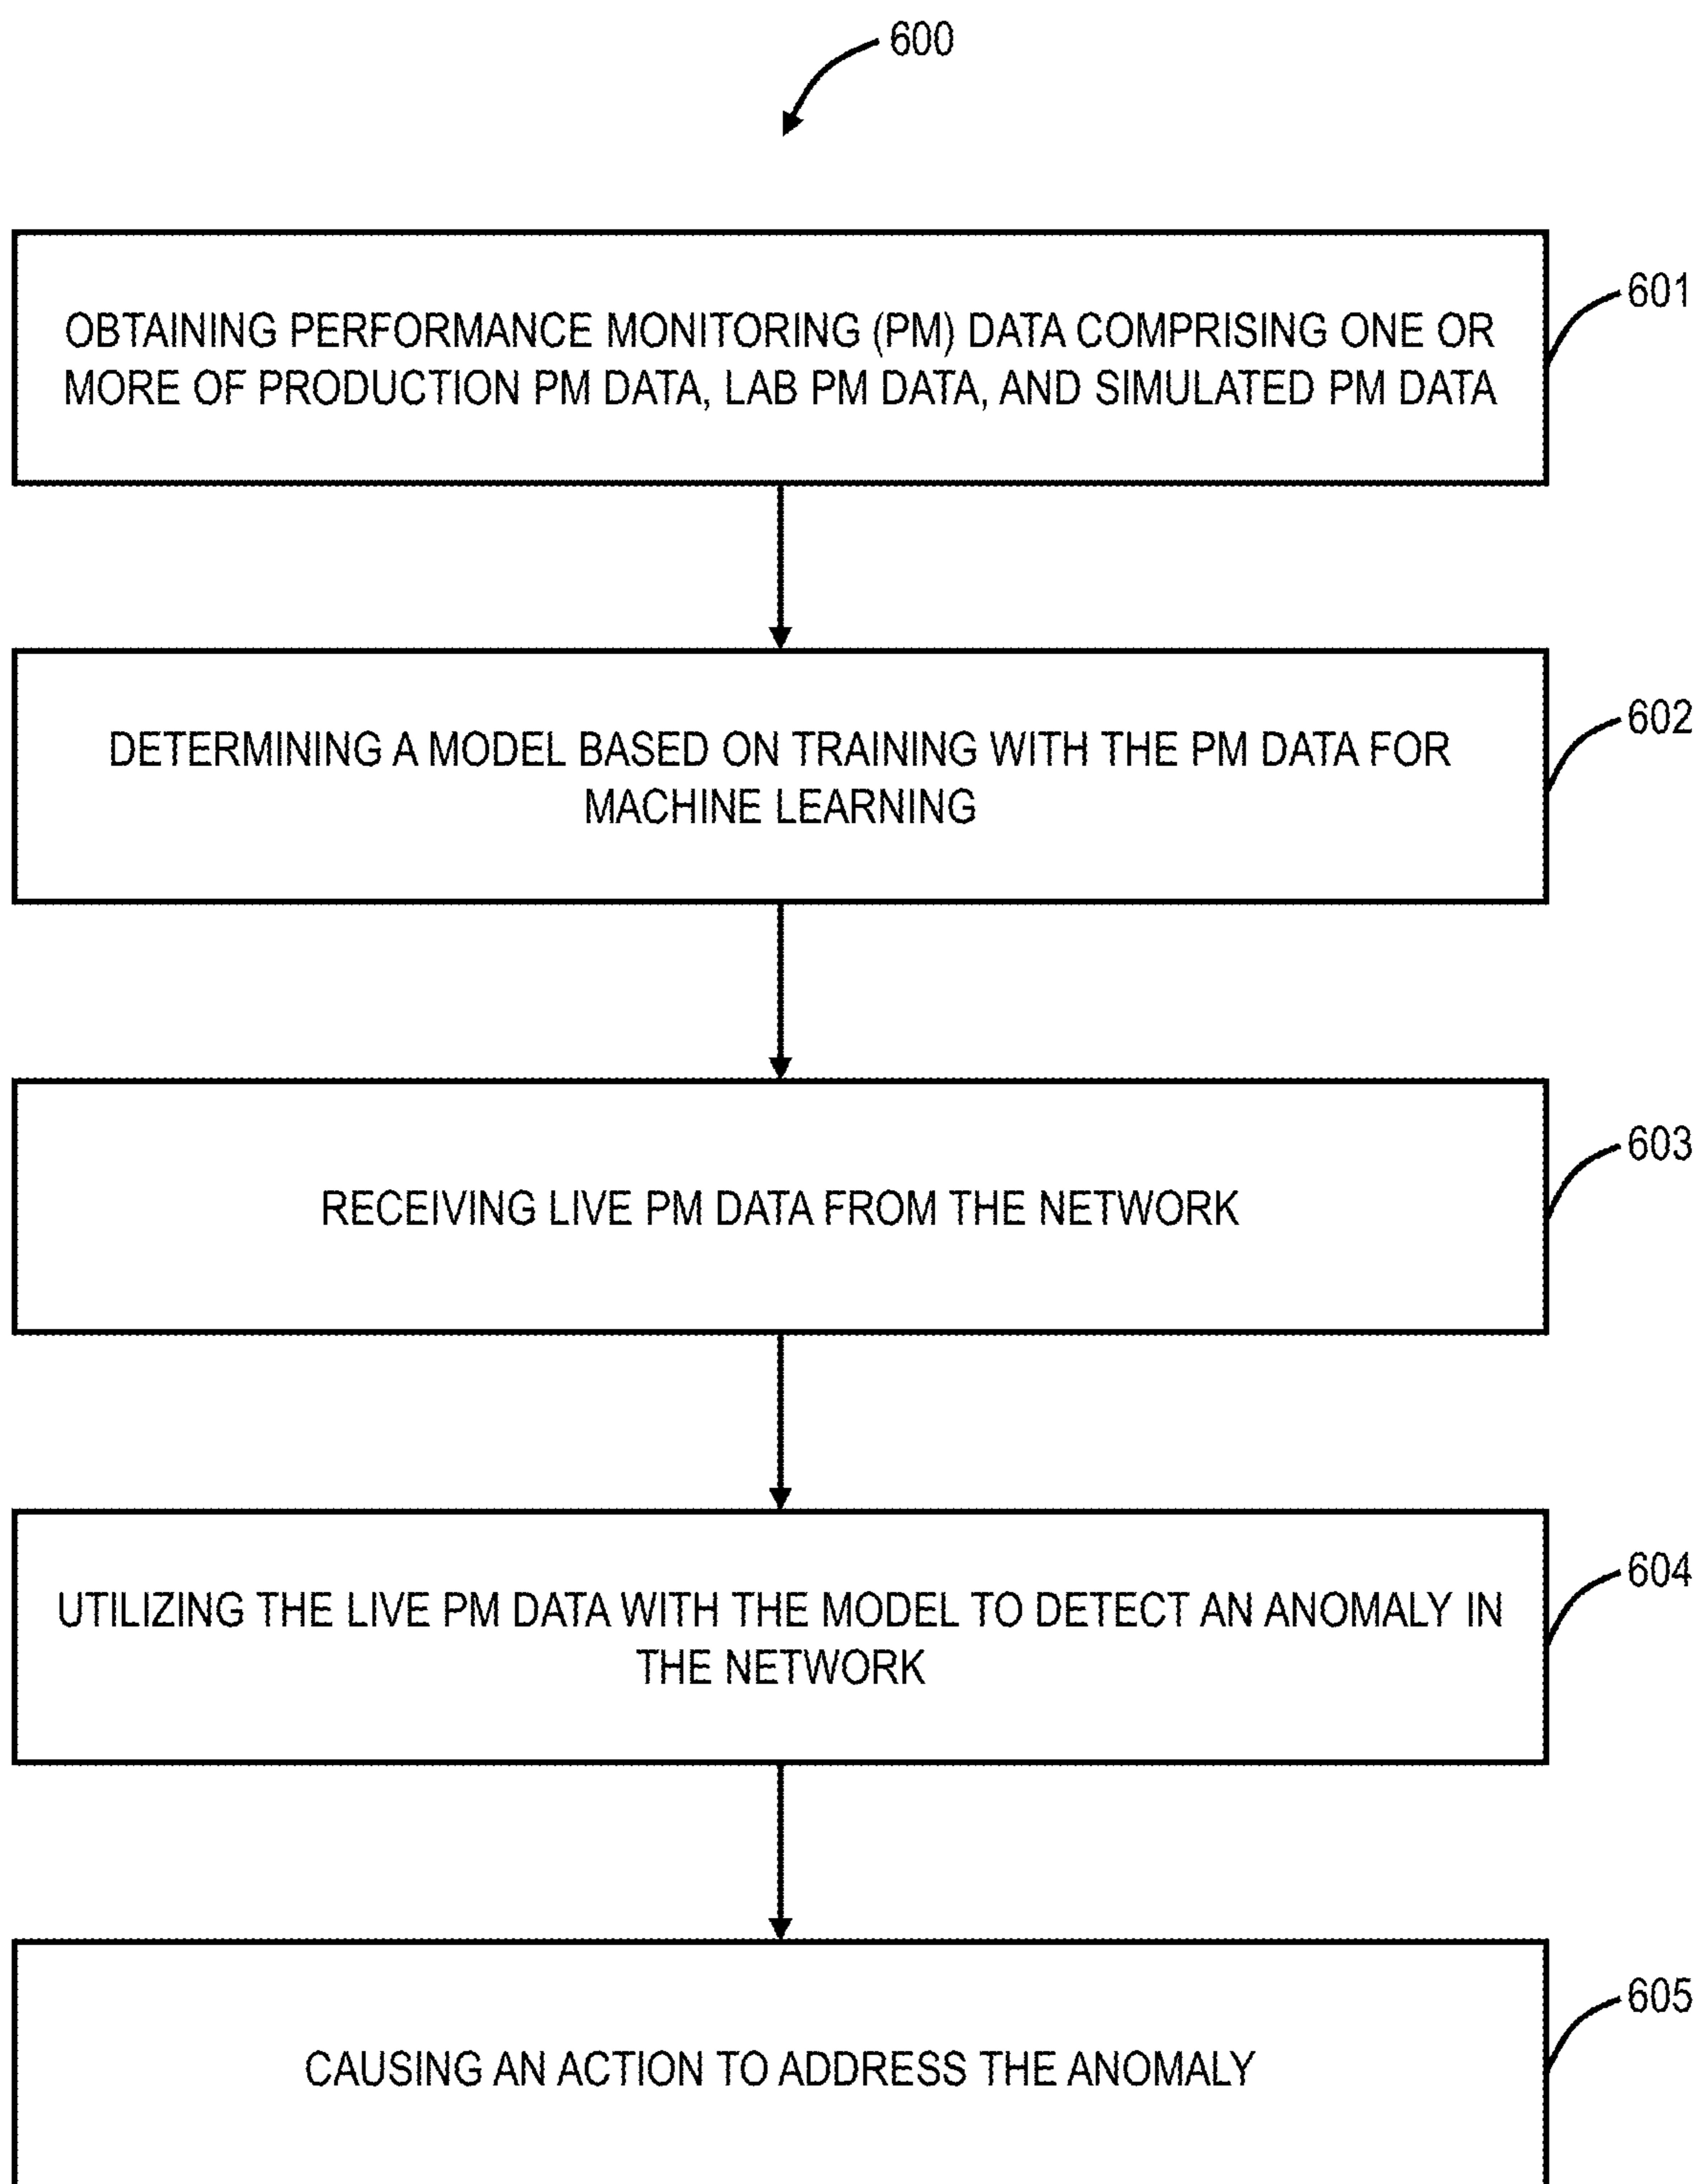 600
OBTAINING PERFORMANCE MONITORING (PM) DATA COMPRISING ONE OR
MORE OF PRODUCTION PM DATA, LAB PM DATA, AND SIMULATED PM DATA
601
DETERMINING A MODEL BASED ON TRAINING WITH THE PM DATA FOR
MACHINE LEARNING
602
RECEIVING LIVE PM DATA FROM THE NETWORK
603
UTILIZING THE LIVE PM DATA WITH THE MODEL TO DETECT AN ANOMALY IN
THE NETWORK
604
CAUSING AN ACTION TO ADDRESS THE ANOMALY
605